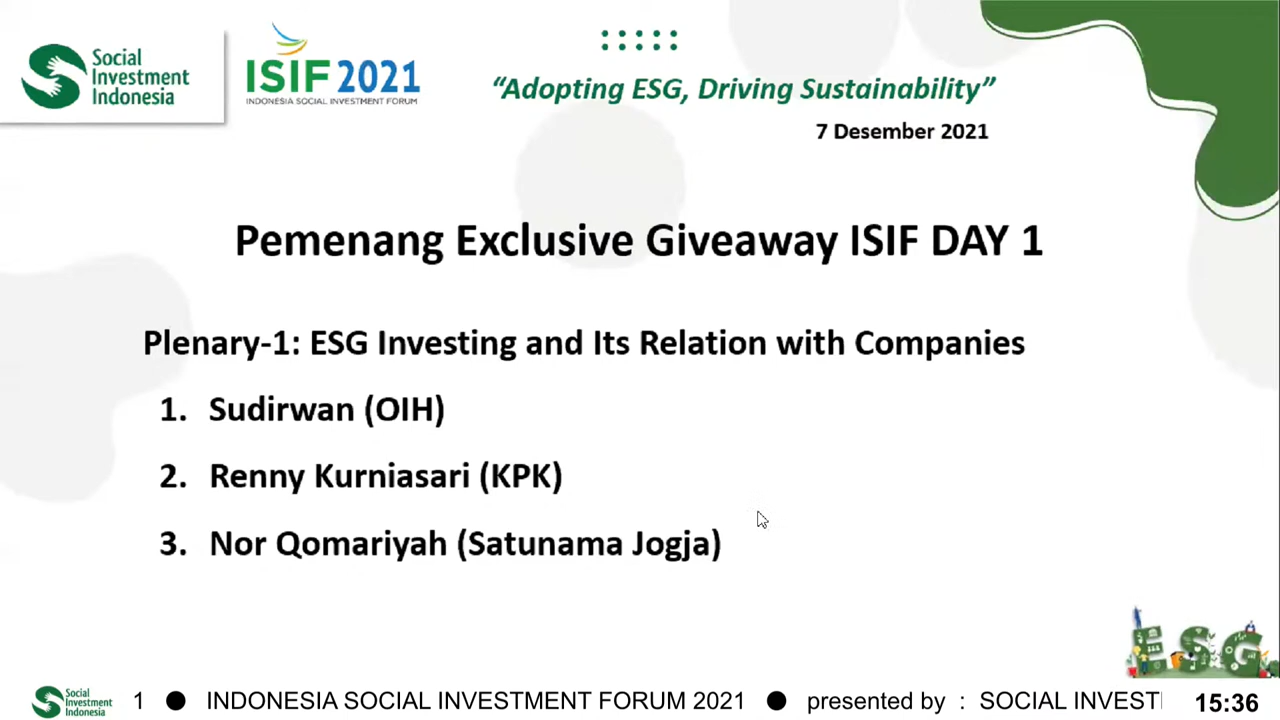 Social
Investment
Indonesia
ISIF 2021
INDONESIA SOCIAL INVESTMENT FORUM
“Adopting ESG, Driving Sustainability”
7 Desember 2021
Pemenang Exclusive Giveaway ISIF DAY 1
Plenary-1: ESG Investing and Its Relation with Companies
1. Sudirwan (OIH)
2. Renny Kurniasari (KPK)
3. Nor Qomariyah (Satunama Jogja)
ESG
Social
Investment
Indonesia
1 ● INDONESIA SOCIAL INVESTMENT FORUM 2021 ● presented by : SOCIAL INVESTI
15:36